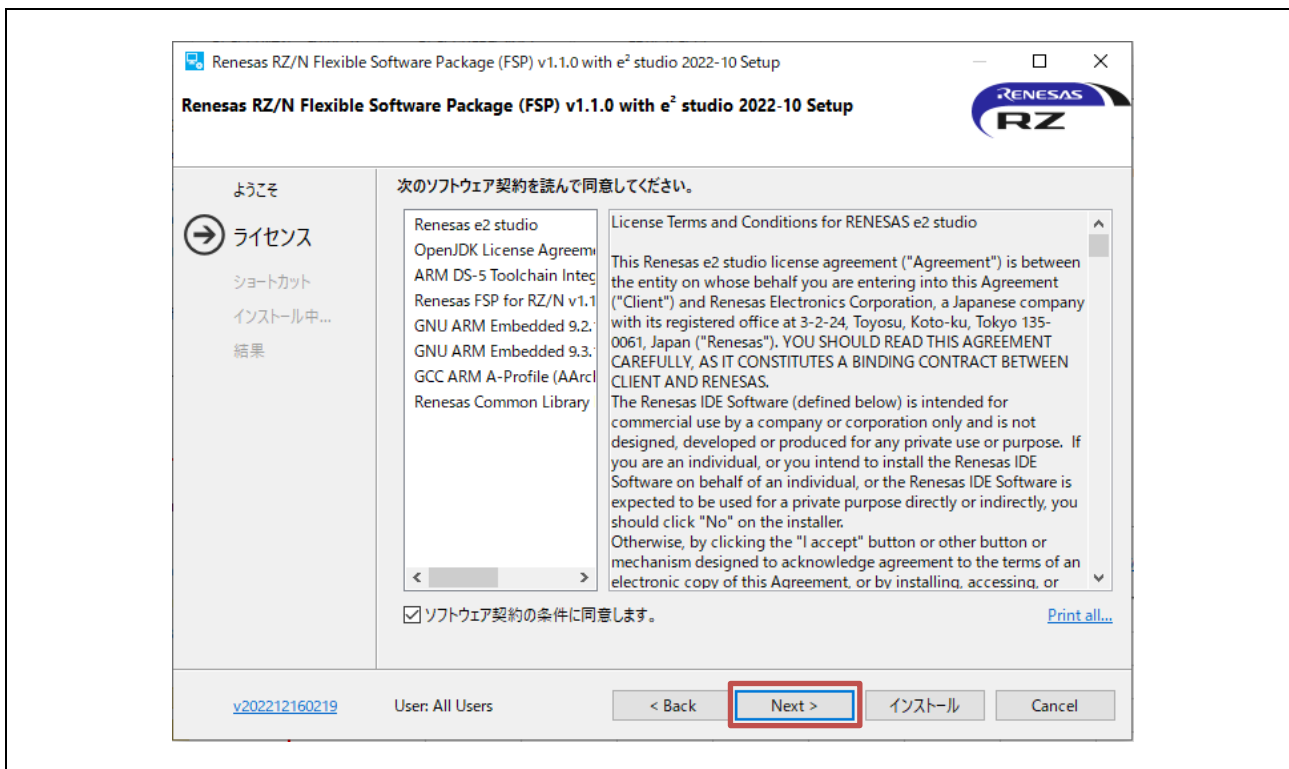 Renesas RZ/N Flexible Software Package (FSP) v1.1.0 with e² studio 2022-10 Setup
Renesas RZ/N Flexible Software Package (FSP) v1.1.0 with e² studio 2022-10 Setup
RENESAS
RZ
ようこそ
ライセンス
ショートカット
インストール中...
結果
次のソフトウェア契約を読んで同意してください。
Renesas e2 studio
OpenJDK License Agreem
ARM DS-5 Toolchain Integ
Renesas FSP for RZ/N v1.1
GNU ARM Embedded 9.2.
GNU ARM Embedded 9.3.
GCC ARM A-Profile (AArcl
Renesas Common Library
License Terms and Conditions for RENESAS e2 studio
This Renesas e2 studio license agreement ("Agreement") is between
the entity on whose behalf you are entering into this Agreement
("Client") and Renesas Electronics Corporation, a Japanese company
with its registered office at 3-2-24, Toyosu, Koto-ku, Tokyo 135-
0061, Japan ("Renesas"). YOU SHOULD READ THIS AGREEMENT
CAREFULLY, AS IT CONSTITUTES A BINDING CONTRACT BETWEEN
CLIENT AND RENESAS.
The Renesas IDE Software (defined below) is intended for
commercial use by a company or corporation only and is not
designed, developed or produced for any private use or purpose. If
you are an individual, or you intend to install the Renesas IDE
Software on behalf of an individual, or the Renesas IDE Software is
expected to be used for a private purpose directly or indirectly, you
should click "No" on the installer.
Otherwise, by clicking the "I accept" button or other button or
mechanism designed to acknowledge agreement to the terms of an
electronic copy of this Agreement, or by installing, accessing, or
ソフトウェア契約の条件に同意します。
Print all...
v202212160219
User: All Users
< Back
Next >
インストール
Cancel